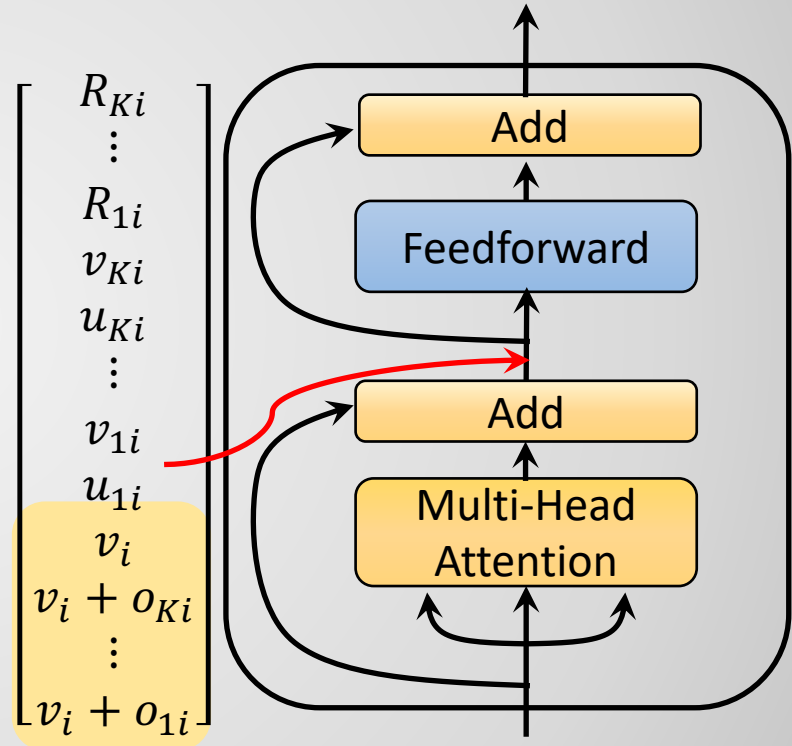 R_{Ki}
⋮
R_{1i}
v_{Ki}
u_{Ki}
⋮
v_{1i}
u_{1i}
v_i
v_i + o_{Ki}
⋮
v_i + o_{1i}
Add
Feedforward
Add
Multi-Head
Attention